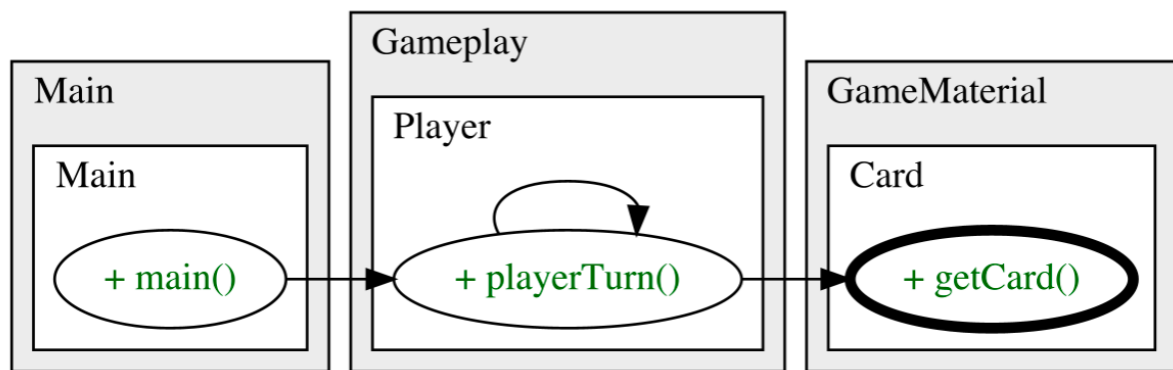 Main
Main
+ main()
Gameplay
Player
+ playerTurn()
GameMaterial
Card
+ getCard()